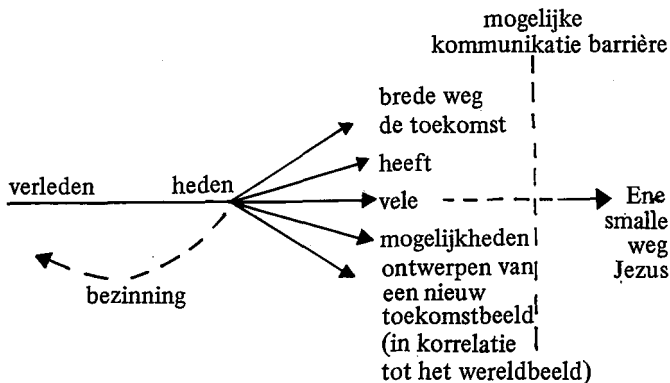 mogelijke
kommunikatie barrière
brede weg
de toekomst
heeft
verleden heden vele Ene
smalle
weg
Jezus
mogelijkheden
bezinning
ontwerpen van
een nieuw
toekomstbeeld
(in korrelatie
tot het wereldbeeld)